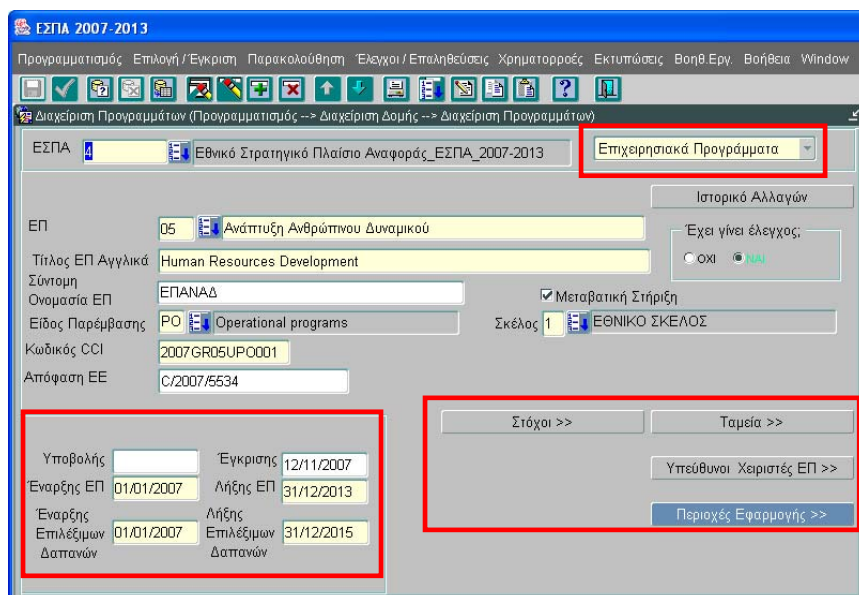 ΕΣΠΑ 2007-2013
Προγραμματισμός Επιλογή / Έγκριση Παρακολούθηση Έλεγχοι / Επαληθεύσεις Χρηματορροές Εκτυπώσεις Βοηθ.Εργ. Βοήθεια Window
Διαχείριση Προγραμμάτων (Προγραμματισμός --> Διαχείριση Δομής --> Διαχείριση Προγραμμάτων)
ΕΣΠΑ 4 Εθνικό Στρατηγικό Πλαίσιο Αναφοράς_ΕΣΠΑ_2007-2013 Επιχειρησιακά Προγράμματα
Ιστορικό Αλλαγών
ΕΠ 05 Ανάπτυξη Ανθρώπινου Δυναμικού Έχει γίνει έλεγχος;
Τίτλος ΕΠ Αγγλικά Human Resources Development ΟΧΙ ΝΑΙ
Σύντομη
Ονομασία ΕΠ ΕΠΑΝΑΔ Μεταβατική Στήριξη
Είδος Παρέμβασης PO Operational programs Σκέλος 1 ΕΘΝΙΚΟ ΣΚΕΛΟΣ
Κωδικός CCI 2007GR05UPO001
Απόφαση ΕΕ C/2007/5534
Στόχοι >> Ταμεία >>
Υποβολής Έγκρισης 12/11/2007 Υπεύθυνοι Χειριστές ΕΠ >>
Έναρξης ΕΠ 01/01/2007 Λήξης ΕΠ 31/12/2013
Έναρξης Λήξης Περιοχές Εφαρμογής >>
Επιλέξιμων 01/01/2007 Επιλέξιμων 31/12/2015
Δαπανών Δαπανών